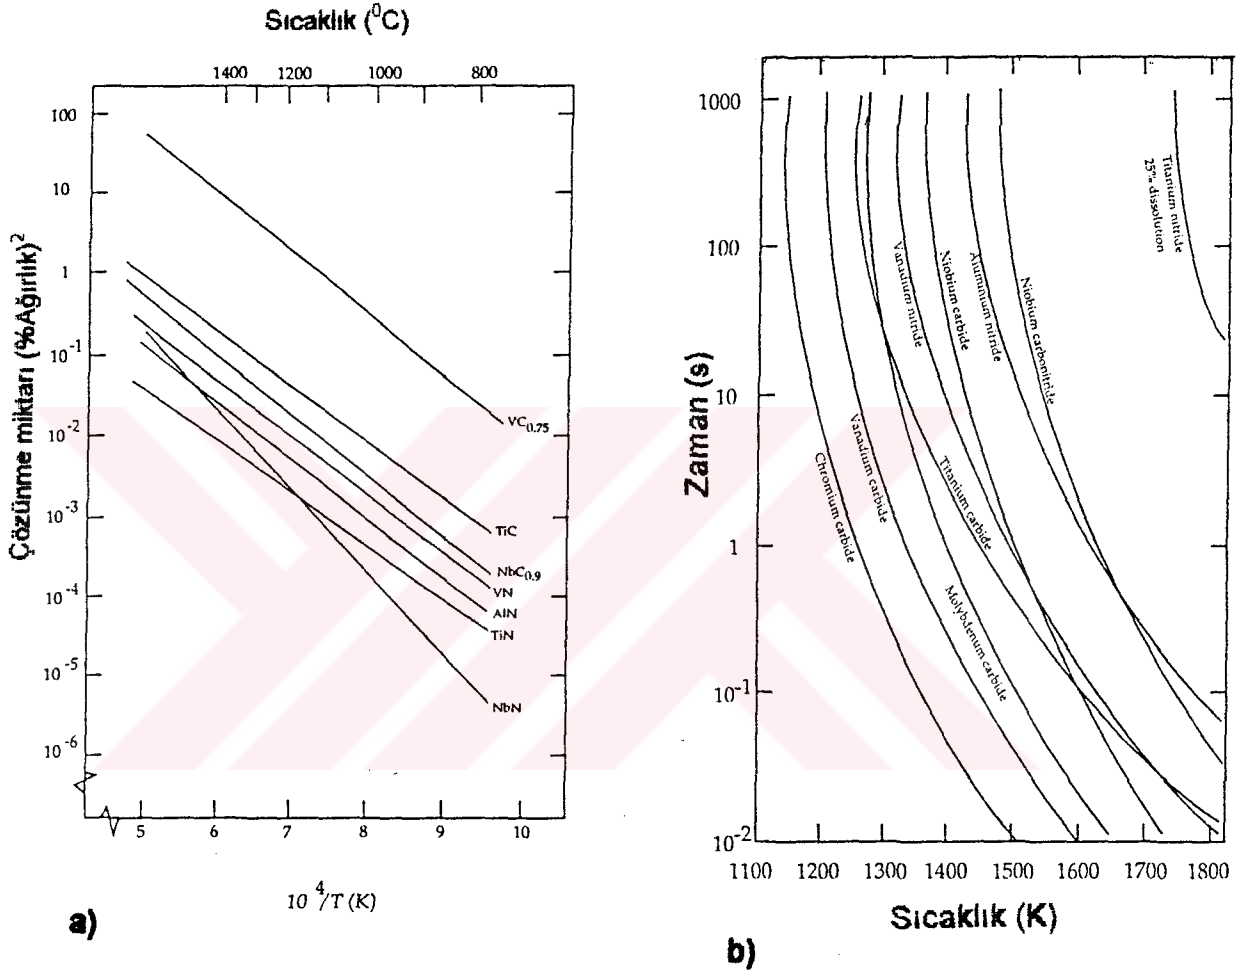 Sıcaklık (⁰C)
1400 1200 1000 800
100
10
1
10⁻¹
10⁻²
10⁻³
10⁻⁴
10⁻⁵
10⁻⁶
Çözünme miktarı (%Ağırlık)²
VC₀.₇₅
TiC
NbC₀.₉
VN
AlN
TiN
NbN
5 6 7 8 9 10
10⁴/T (K)
a)
1000
100
10
1
10⁻¹
10⁻²
Zaman (s)
Chromium carbide
Vanadium carbide
Molybdenum carbide
Titanium carbide
Vanadium nitride
Niobium carbide
Aluminium nitride
Niobium carbonitride
Titanium nitride
25% dissolution
1100 1200 1300 1400 1500 1600 1700 1800
Sıcaklık (K)
b)